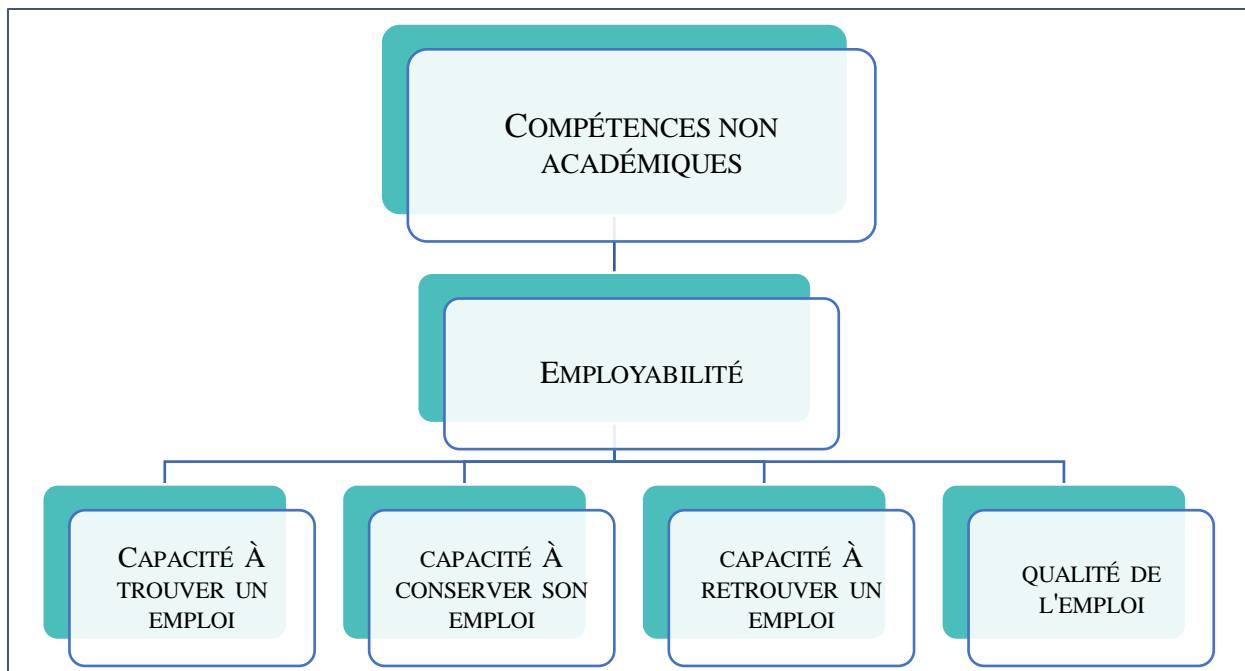 COMPÉTENCES NON
ACADÉMIQUES
EMPLOYABILITÉ
CAPACITÉ À
TROUVER UN
EMPLOI
CAPACITÉ À
CONSERVER SON
EMPLOI
CAPACITÉ À
RETROUVER UN
EMPLOI
QUALITÉ DE
L'EMPLOI